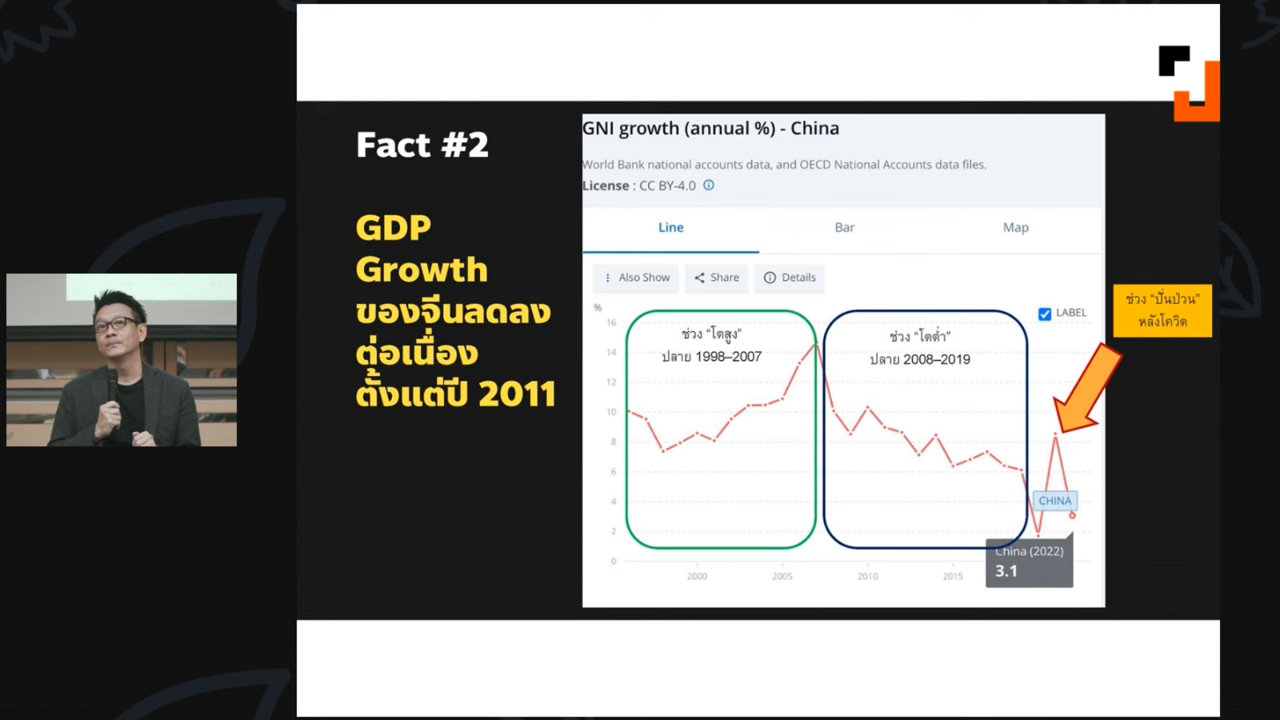 Fact #2
GDP
Growth
ของจีนลดลง
ต่อเนื่อง
ตั้งแต่ปี 2011
GNI growth (annual %) - China
World Bank national accounts data, and OECD National Accounts data files.
License : CC BY-4.0
Line
Bar
Map
Also Show
Share
Details
%
LABEL
16
14
12
10
8
6
4
2
0
ช่วง “โตสูง”
ปลาย 1998–2007
ช่วง “โตต่ำ”
ปลาย 2008–2019
ช่วง “ปั่นป่วน”
หลังโควิด
CHINA
China (2022)
3.1
2000
2005
2010
2015